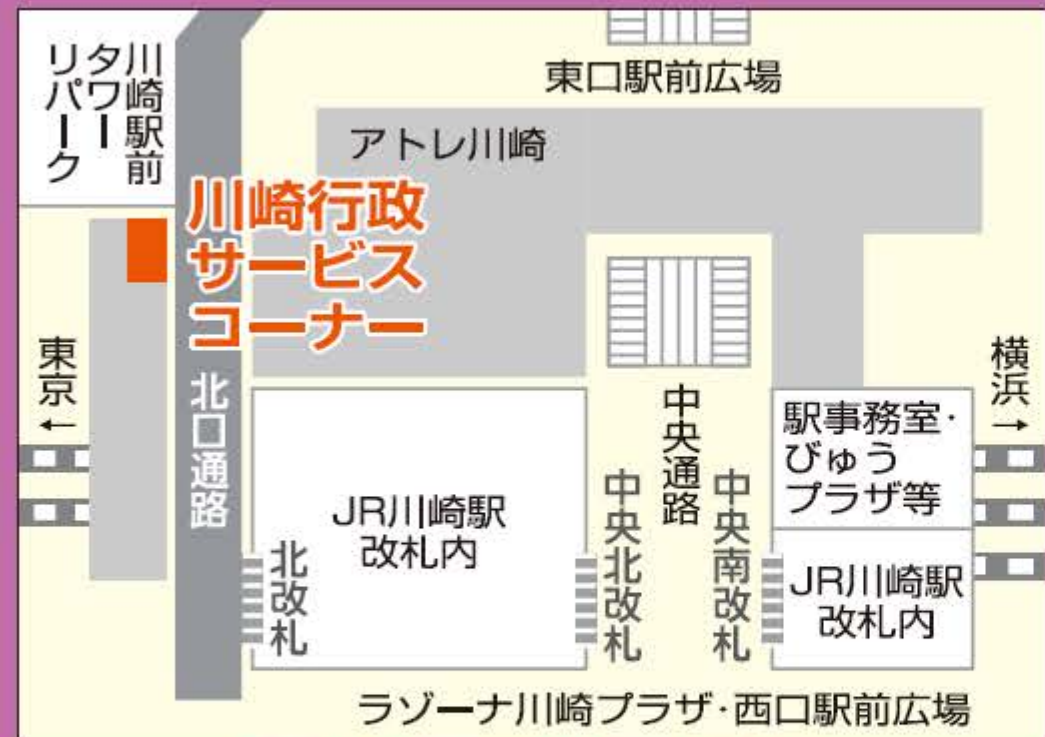 川崎駅前
タワー
リパーク
東口駅前広場
アトレ川崎
川崎行政
サービス
コーナー
東京
←
北口通路
中央通路
横浜
→
駅事務室・
びゅう
プラザ等
JR川崎駅
改札内
北改札
中央北改札
中央南改札
JR川崎駅
改札内
ラゾーナ川崎プラザ・西口駅前広場